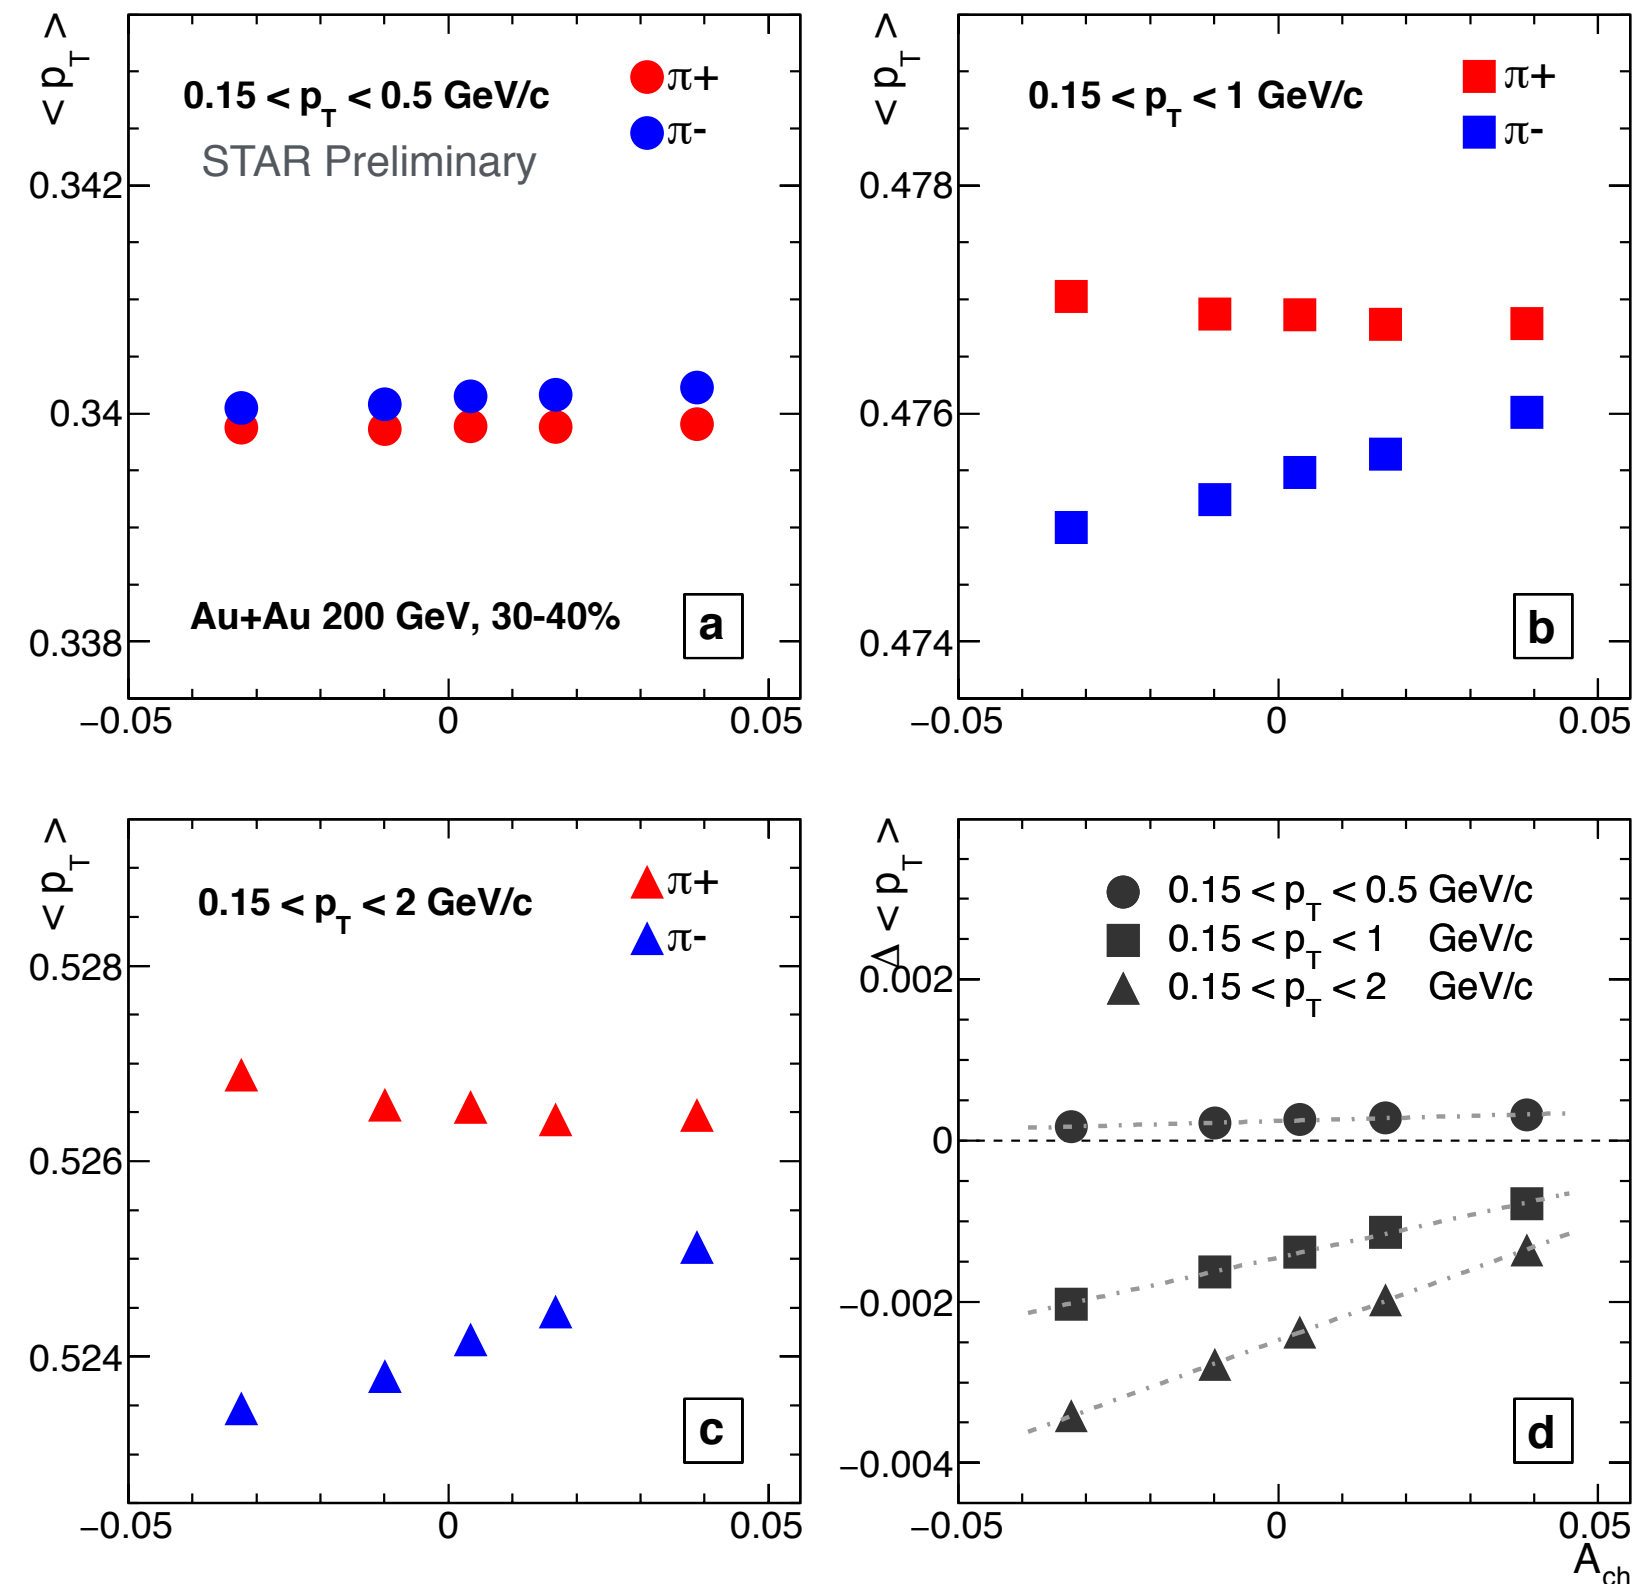 < p_T >
0.15 < p_T < 0.5 GeV/c
π+
π-
STAR Preliminary
0.342
0.34
0.338
Au+Au 200 GeV, 30-40%
a
−0.05 0 0.05
< p_T >
0.15 < p_T < 1 GeV/c
π+
π-
0.478
0.476
0.474
b
−0.05 0 0.05
< p_T >
0.15 < p_T < 2 GeV/c
π+
π-
0.528
0.526
0.524
c
−0.05 0 0.05
Δ < p_T >
0.15 < p_T < 0.5 GeV/c
0.15 < p_T < 1 GeV/c
0.15 < p_T < 2 GeV/c
0.002
0
−0.002
−0.004
d
−0.05 0 0.05
A_ch